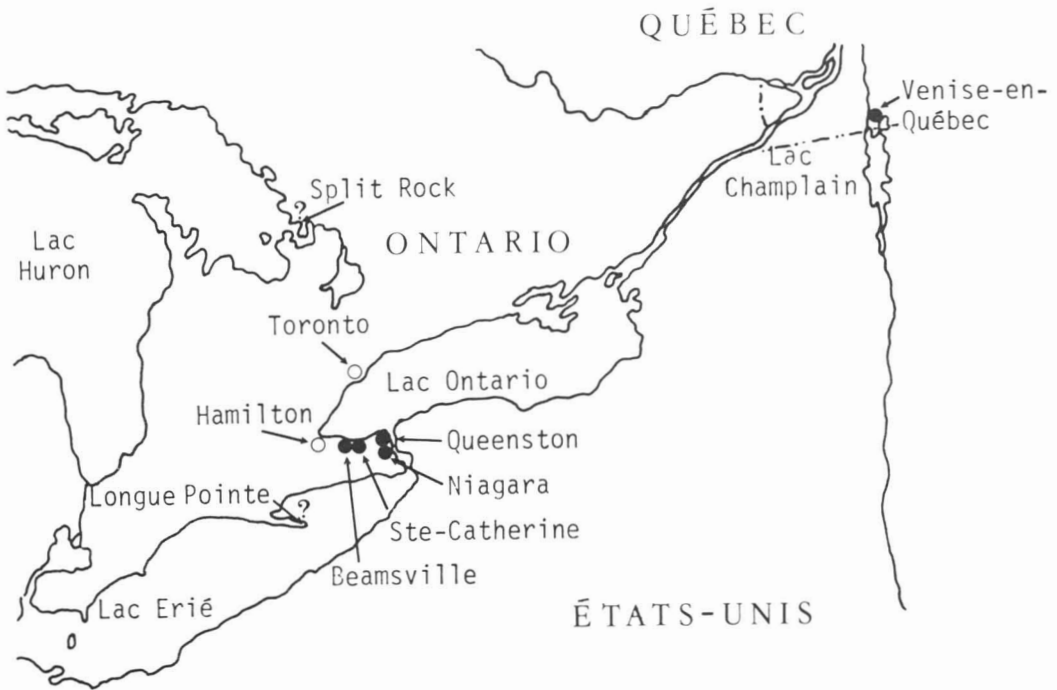 QUÉBEC
Venise-en-
Québec
Lac
Champlain
Split Rock
?
Lac
Huron
ONTARIO
Toronto
Lac Ontario
Hamilton
Queenston
Niagara
Longue Pointe
?
Ste-Catherine
Beamsville
Lac Erié
ÉTATS-UNIS